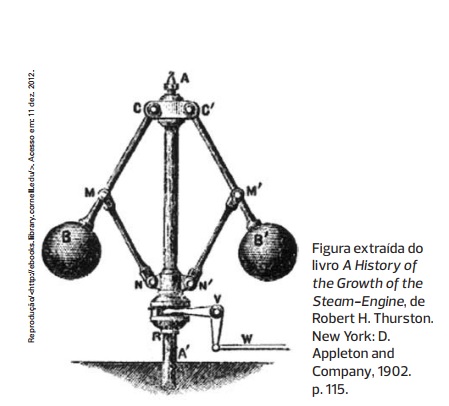 Reprodução/<http://ebooks.library.cornell.edu/>. Acesso em: 11 dez. 2012.
A
C C'
M M'
B B'
N N'
V
E
R
W
A'
Figura extraída do
livro A History of
the Growth of the
Steam-Engine, de
Robert H. Thurston.
New York: D.
Appleton and
Company, 1902.
p. 115.